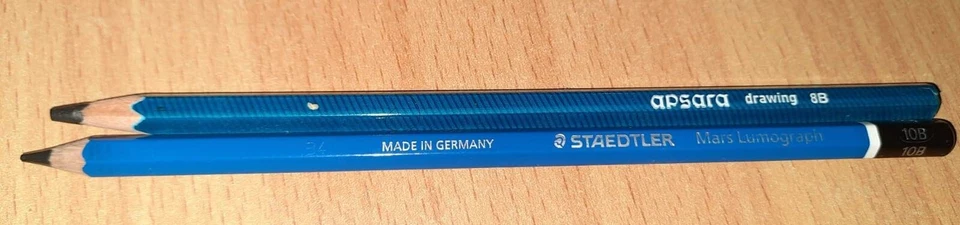 apsara drawing 8B
MADE IN GERMANY STAEDTLER Mars Lumograph 10B
10B